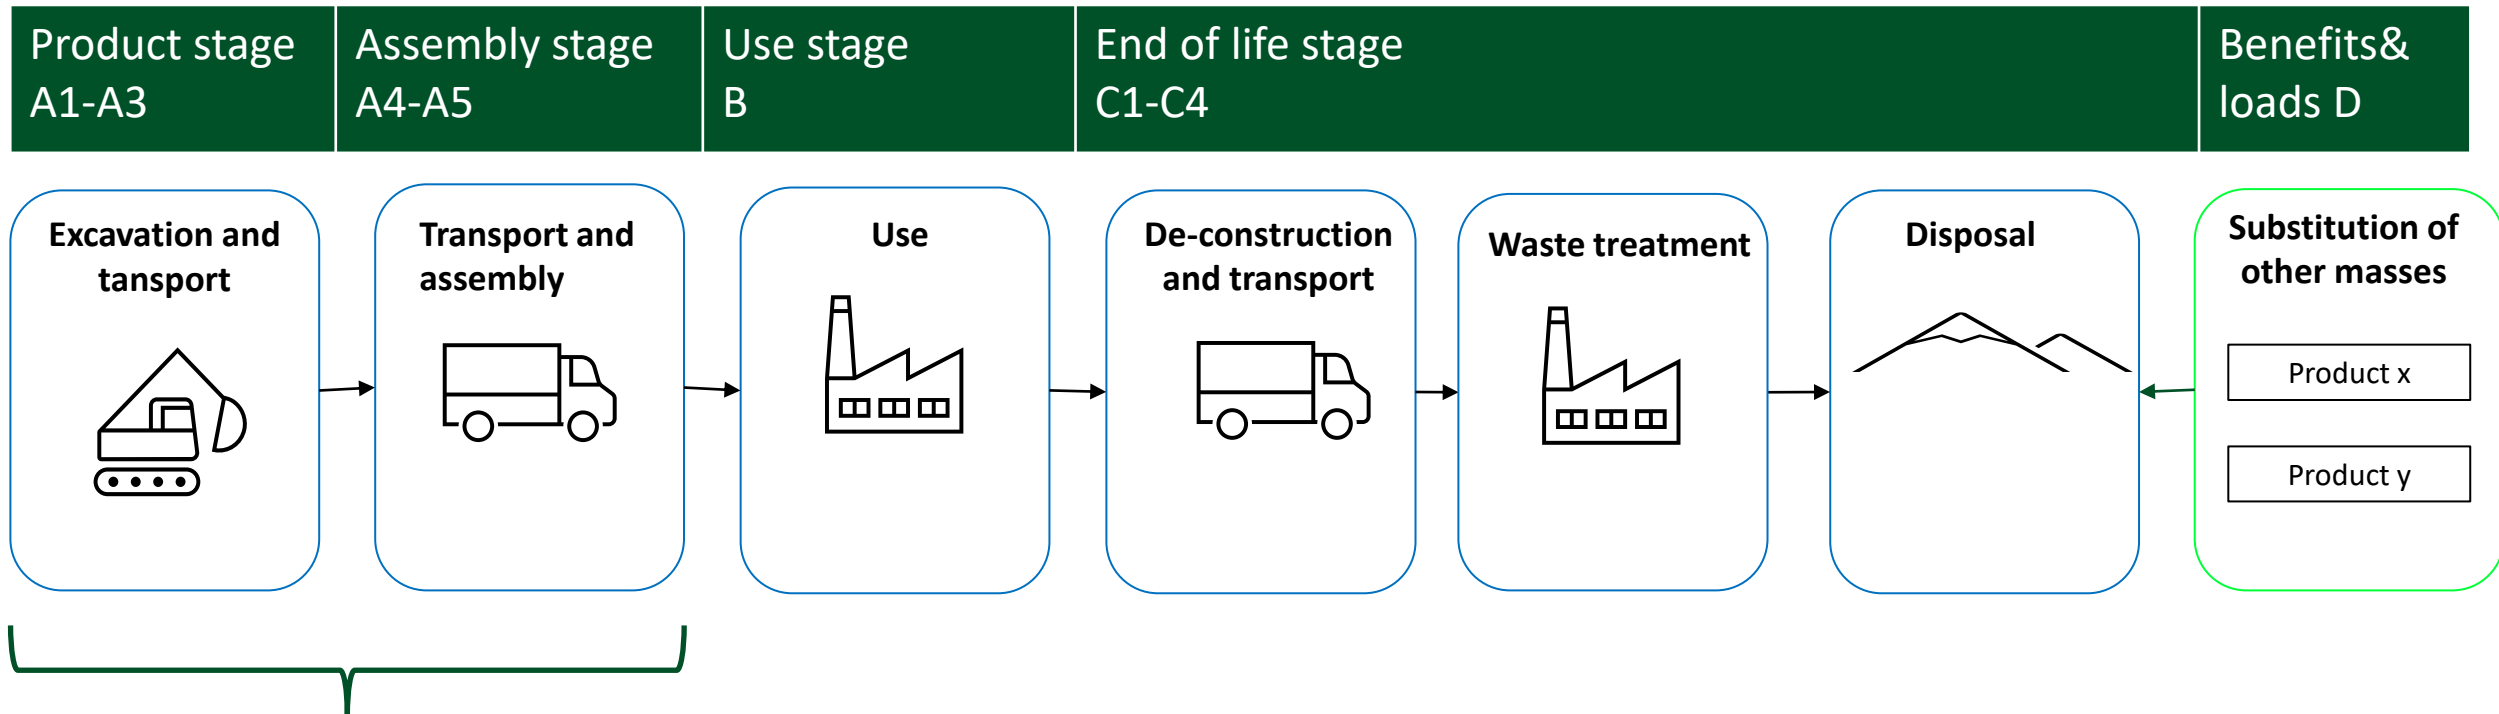 Product stage
A1-A3
Assembly stage
A4-A5
Use stage
B
End of life stage
C1-C4
Benefits&
loads D
Excavation and
tansport
Transport and
assembly
Use
De-construction
and transport
Waste treatment
Disposal
Substitution of
other masses
Product x
Product y